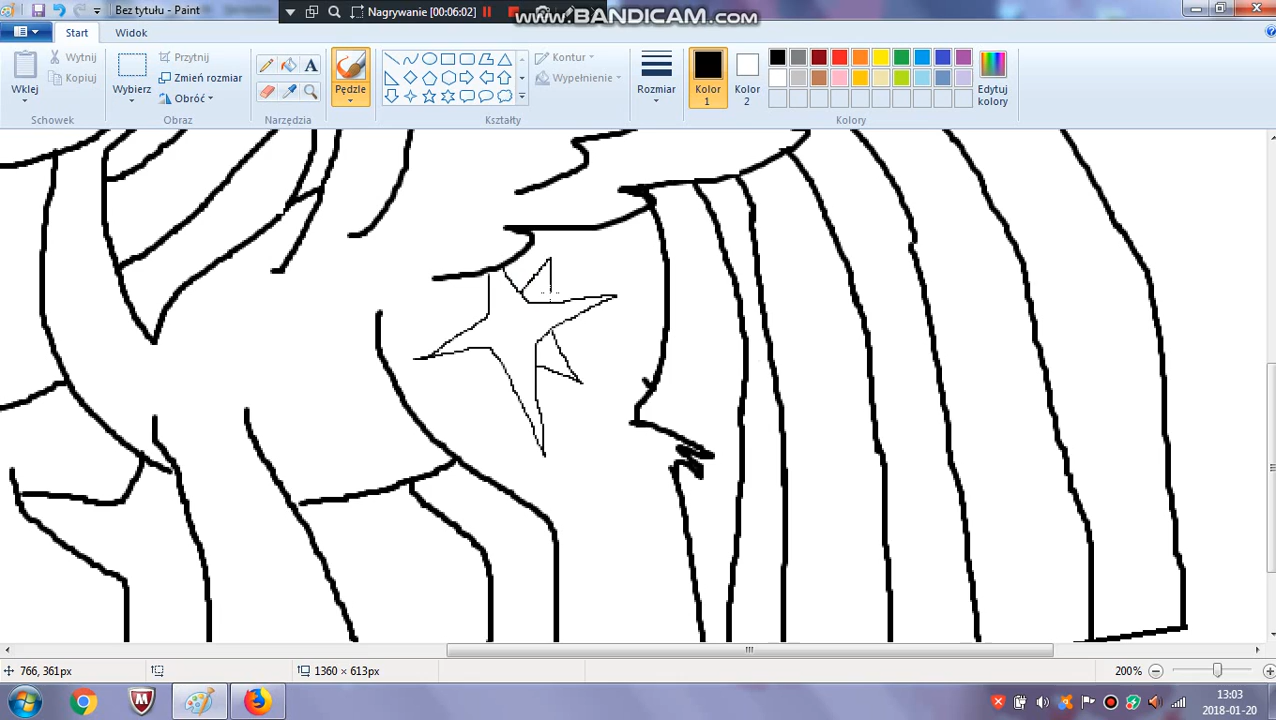 Bez tytułu - Paint
Nagrywanie [00:06:02]
www.BANDICAM.com
Start
Widok
Wklej
Wytnij
Kopiuj
Schowek
Wybierz
Przytnij
Zmień rozmiar
Obróć
Obraz
A
Narzędzia
Pędzle
Kontur
Wypełnienie
Kształty
Rozmiar
Kolor 1
Kolor 2
Edytuj kolory
Kolory
766, 361px
1360 × 613px
200%
13:03
2018-01-20